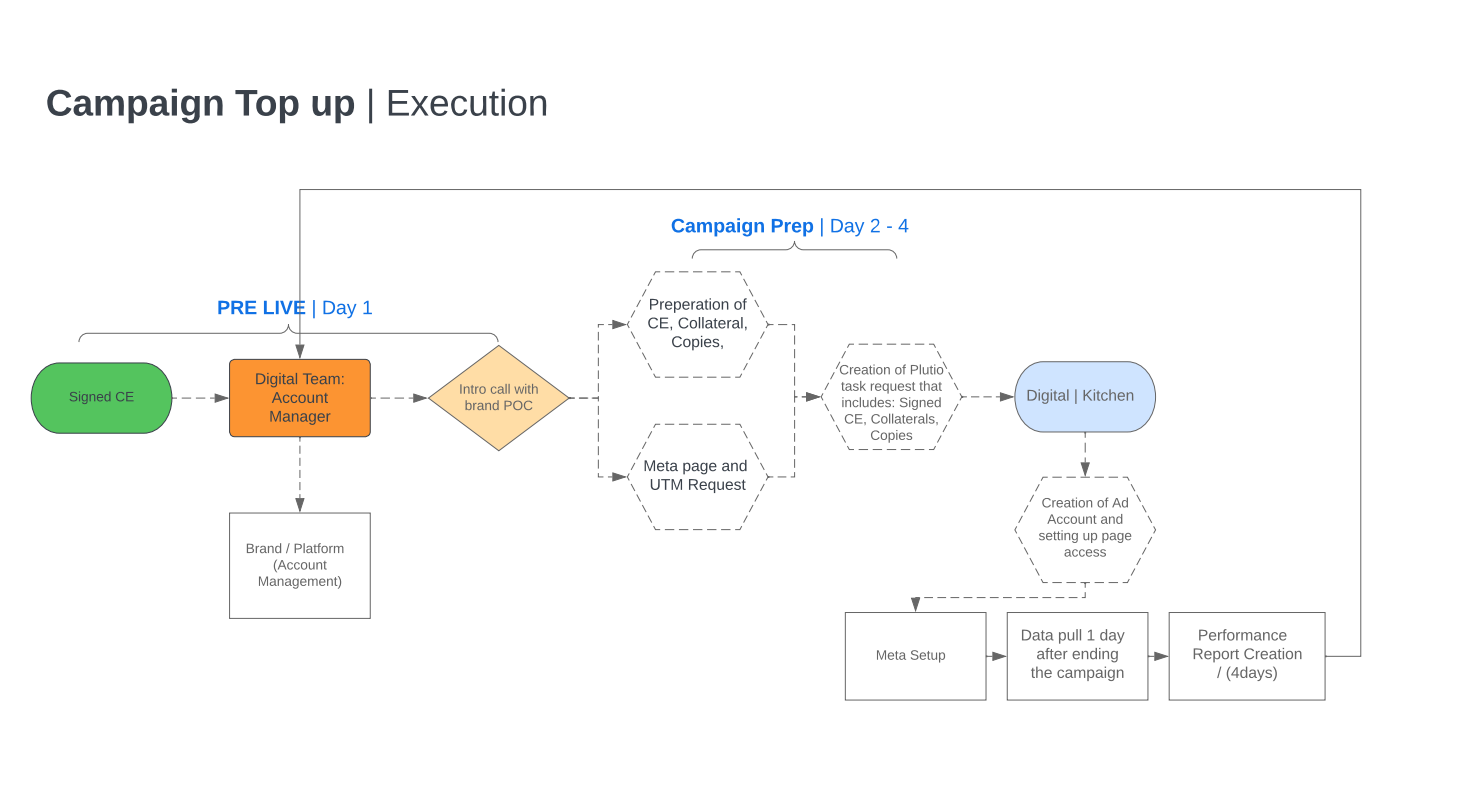 Campaign Top up | Execution
Campaign Prep | Day 2 - 4
PRE LIVE | Day 1
Signed CE
Digital Team:
Account
Manager
Intro call with
brand POC
Preperation of
CE, Collateral,
Copies,
Meta page and
UTM Request
Creation of Plutio
task request that
includes: Signed
CE, Collaterals,
Copies
Digital | Kitchen
Brand / Platform
(Account
Management)
Creation of Ad
Account and
setting up page
access
Meta Setup
Data pull 1 day
after ending
the campaign
Performance
Report Creation
/ (4days)